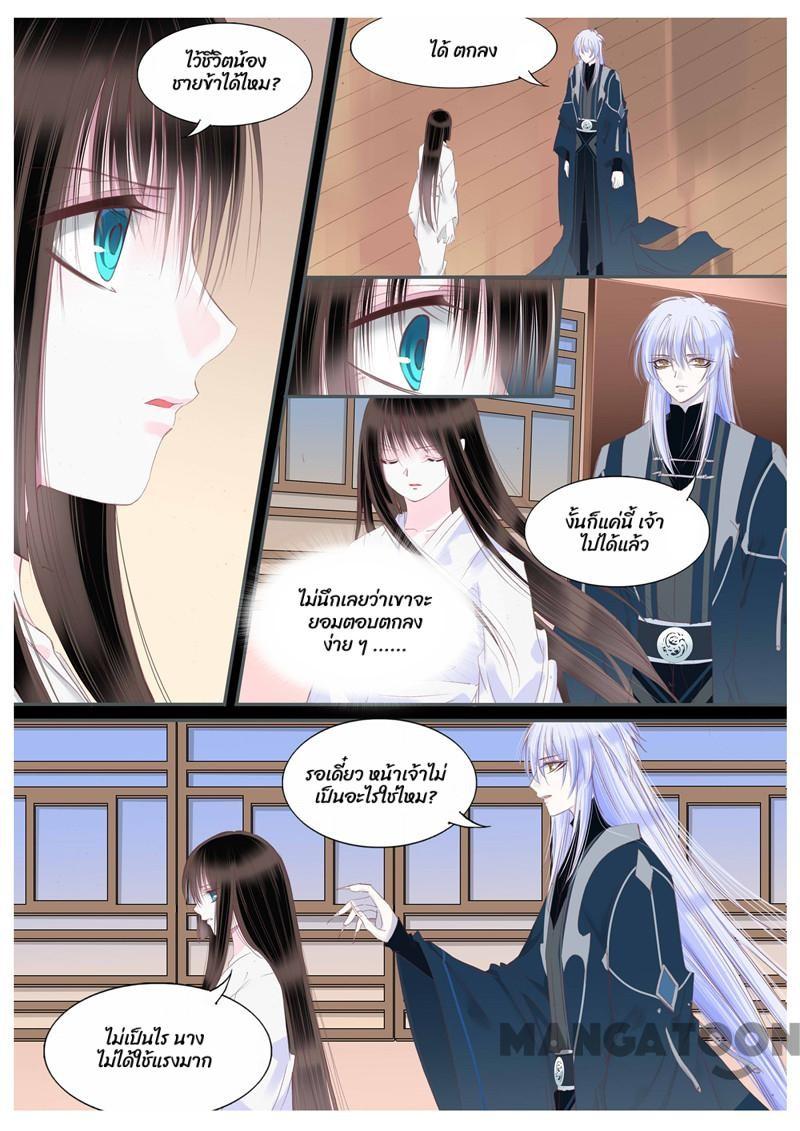 ไว้ชีวิตน้อง
ชายข้าได้ไหม?
ได้ ตกลง
งั้นก็แค่นี้ เจ้า
ไปได้แล้ว
ไม่นึกเลยว่าเขาจะ
ยอมตอบตกลง
ง่าย ๆ ......
รอเดี๋ยว หน้าเจ้าไม่
เป็นอะไรใช่ไหม?
ไม่เป็นไร นาง
ไม่ได้ใช้แรงมาก
MANGATOON